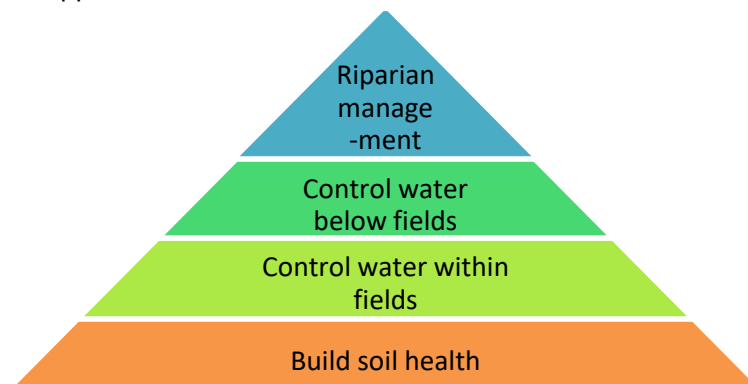 Riparian
manage
-ment
Control water
below fields
Control water within
fields
Build soil health